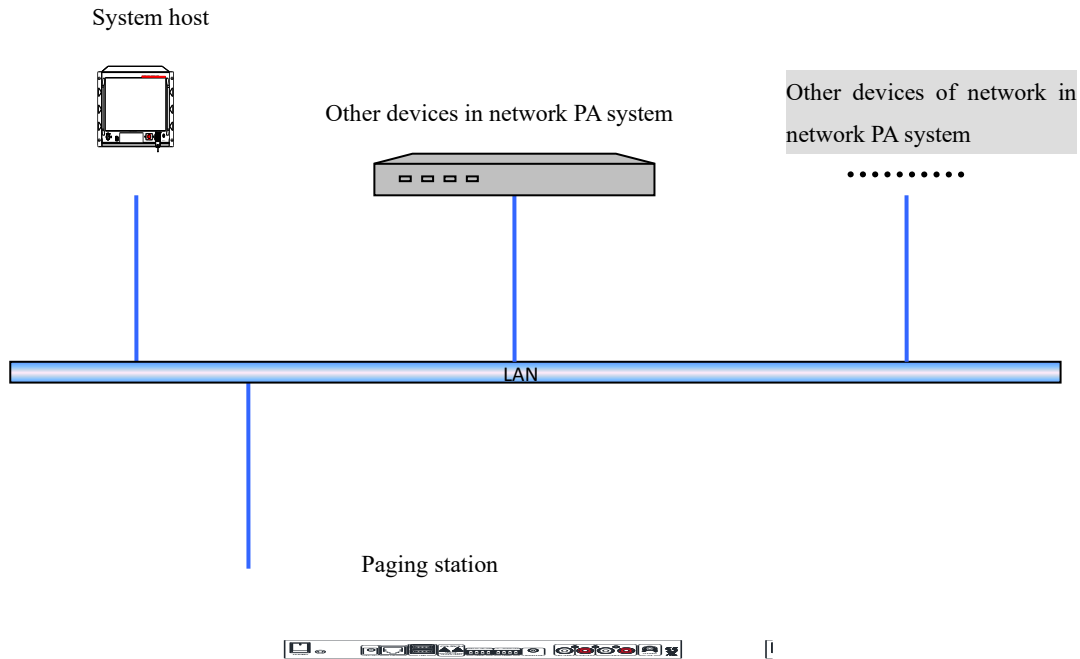 System host
Other devices in network PA system
Other devices of network in
network PA system
LAN
Paging station